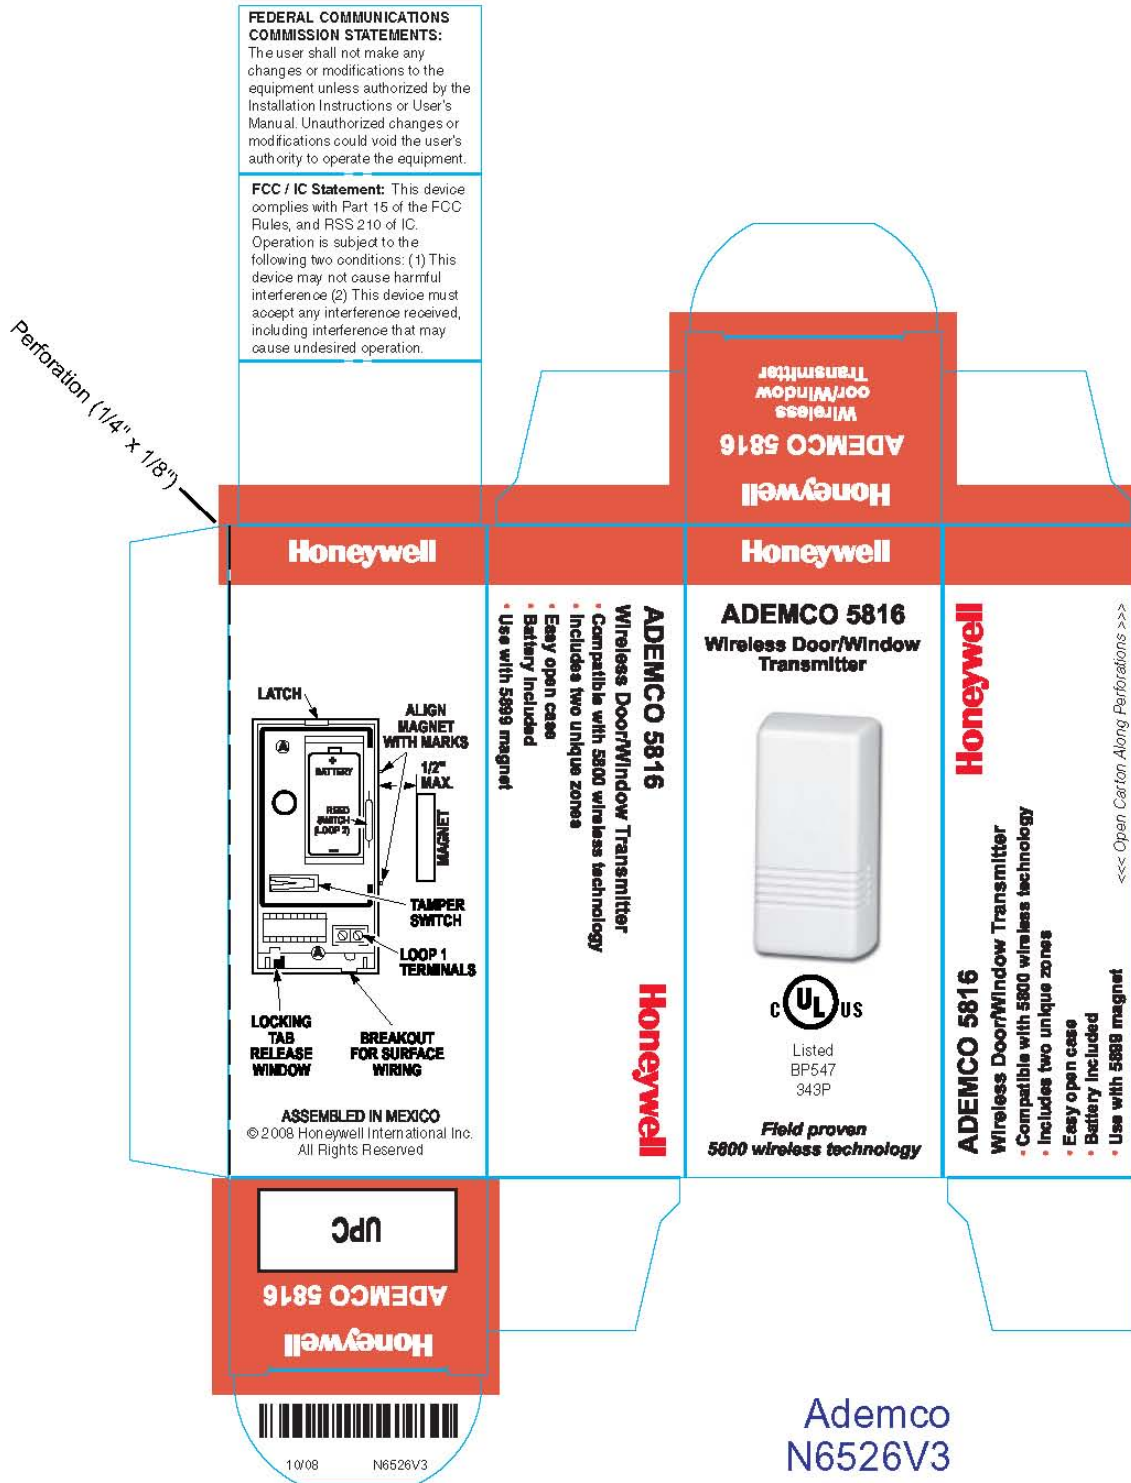 FEDERAL COMMUNICATIONS
COMMISSION STATEMENTS:
The user shall not make any
changes or modifications to the
equipment unless authorized by the
Installation Instructions or User's
Manual. Unauthorized changes or
modifications could void the user's
authority to operate the equipment.
FCC / IC Statement: This device
complies with Part 15 of the FCC
Rules, and RSS 210 of IC.
Operation is subject to the
following two conditions: (1) This
device may not cause harmful
interference (2) This device must
accept any interference received,
including interference that may
cause undesired operation.
Perforation (1/4" x 1/8")
Honeywell
ADEMCO 5816
Wireless
oor/Window
Transmitter
Honeywell
LATCH
ALIGN
MAGNET
WITH MARKS
1/2"
MAX.
+
BATTERY
REED
SWITCH
(LOOP 2)
MAGNET
TAMPER
SWITCH
LOOP 1
TERMINALS
LOCKING
TAB
RELEASE
WINDOW
BREAKOUT
FOR SURFACE
WIRING
ASSEMBLED IN MEXICO
© 2008 Honeywell International Inc.
All Rights Reserved
ADEMCO 5816
Wireless Door/Window Transmitter
• Compatible with 5800 wireless technology
• Includes two unique zones
• Easy open case
• Battery included
• Use with 5899 magnet
Honeywell
Honeywell
ADEMCO 5816
Wireless Door/Window
Transmitter
C UL US
Listed
BP547
343P
Field proven
5800 wireless technology
Honeywell
ADEMCO 5816
Wireless Door/Window Transmitter
• Compatible with 5800 wireless technology
• Includes two unique zones
• Easy open case
• Battery included
• Use with 5899 magnet
<<< Open Carton Along Perforations >>>
UPC
ADEMCO 5816
Honeywell
10/08 N6526V3
Ademco
N6526V3